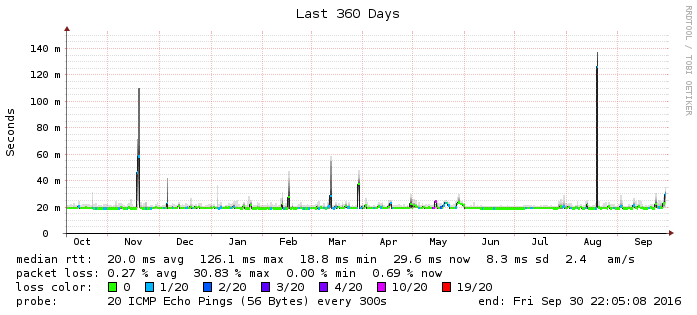 Last 360 Days
RRDTOOL / TOBI OETIKER
Seconds
140 m
120 m
100 m
80 m
60 m
40 m
20 m
0
Oct Nov Dec Jan Feb Mar Apr May Jun Jul Aug Sep
median rtt: 20.0 ms avg 126.1 ms max 18.8 ms min 29.6 ms now 8.3 ms sd 2.4 am/s
packet loss: 0.27 % avg 30.83 % max 0.00 % min 0.69 % now
loss color: 0 1/20 2/20 3/20 4/20 10/20 19/20
probe: 20 ICMP Echo Pings (56 Bytes) every 300s end: Fri Sep 30 22:05:08 2016